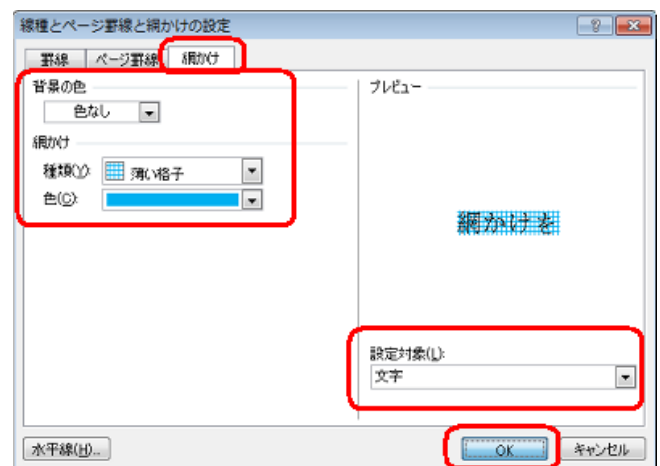 線種とページ罫線と網かけの設定
罫線 ページ罫線 網かけ
背景の色
色なし
網かけ
種類(Y): 薄い格子
色(C):
プレビュー
網かけを
設定対象(L):
文字
水平線(H)... OK キャンセル